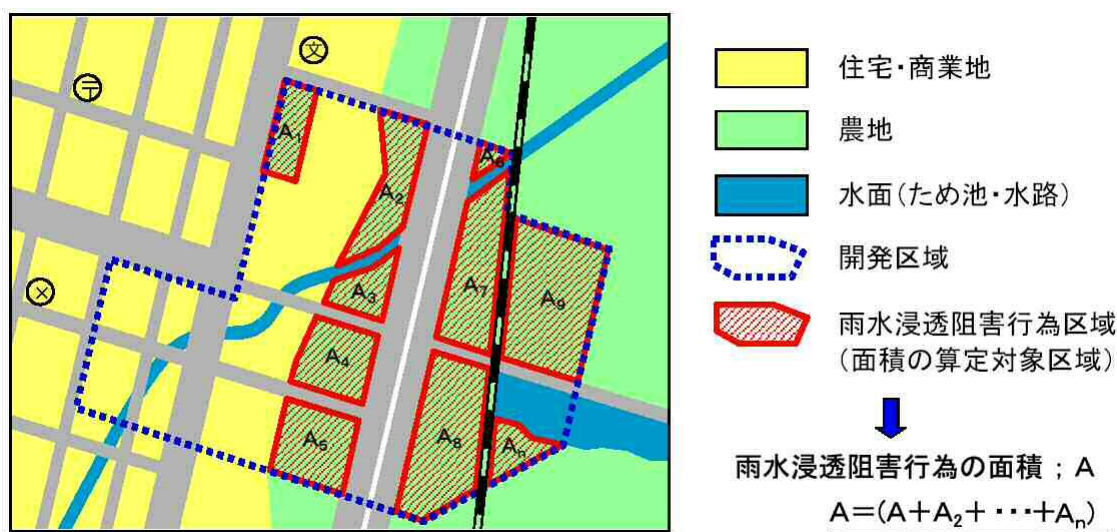 文
〒
×
A₁
A₂
A₃
A₄
A₅
A₆
A₇
A₈
A₉
Aₙ
住宅・商業地
農地
水面(ため池・水路)
開発区域
雨水浸透阻害行為区域
(面積の算定対象区域)
雨水浸透阻害行為の面積 ; A
A=(A+A₂+ ・・・+Aₙ)